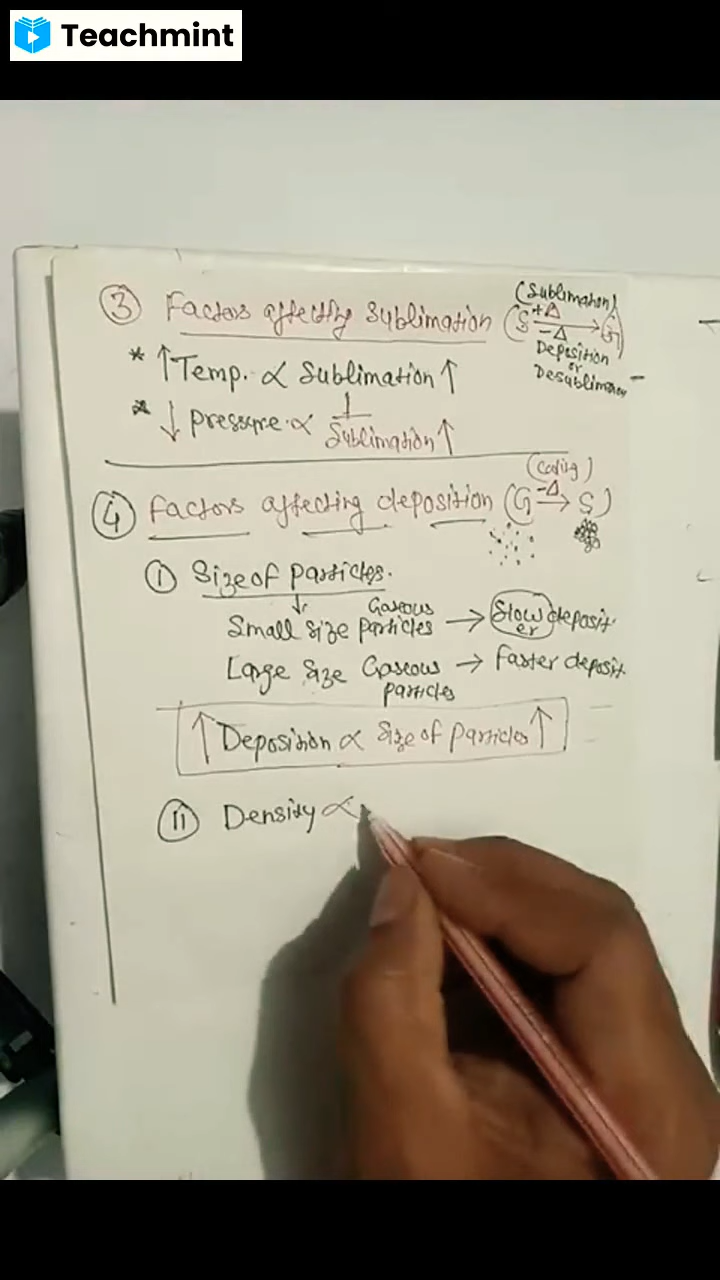 Teachmint
③ Factors affecting Sublimation
(Sublimation)
(S +Δ → G)
-Δ
Deposition
or
Desublimation
* ↑Temp. ∝ Sublimation ↑
* ↓ Pressure ∝ 1
Sublimation ↑
④ Factors affecting deposition (G -Δ → S)
① Size of Particles.
Small size Gaseous Particles → Slower deposit
Large Size Gaseous Particles → Faster deposit
↑ Deposition ∝ Size of Particles ↑
ⓘⓘ Density ∝